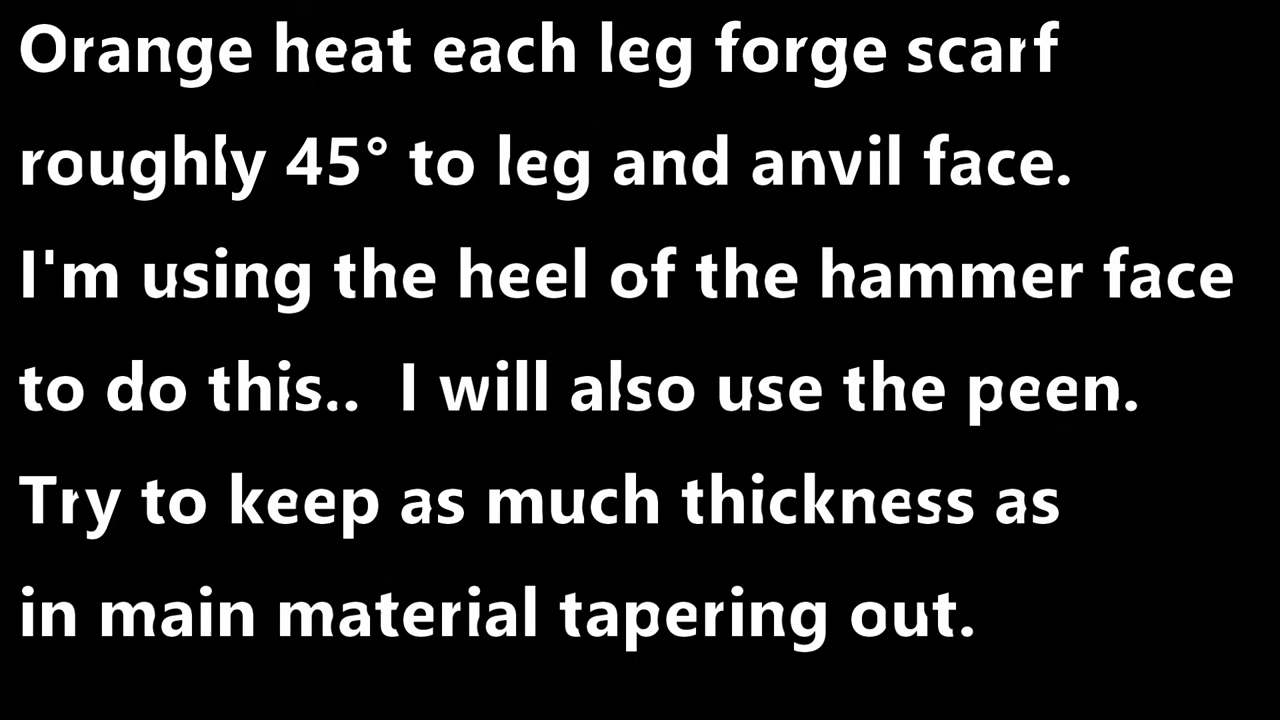 Orange heat each leg forge scarf
roughly 45° to leg and anvil face.
I'm using the heel of the hammer face
to do this..  I will also use the peen.
Try to keep as much thickness as
in main material tapering out.